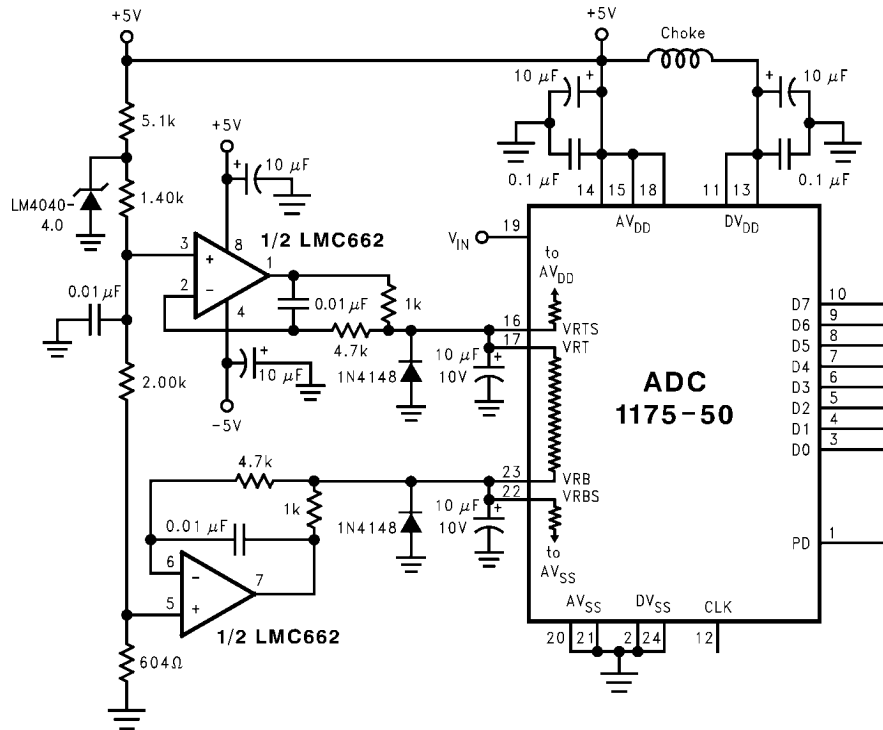 +5V
+5V
Choke
10 μF
+
+
10 μF
5.1k
+5V
+
10 μF
0.1 μF
0.1 μF
14
15
18
11
13
LM4040-
4.0
1.40k
AVDD
DVDD
1/2 LMC662
VIN
19
3
+
8
1
2
-
4
to
AVDD
0.01 μF
0.01 μF
1k
16
VRTS
17
VRT
4.7k
+
10 μF
1N4148
10 μF
10V
+
-5V
2.00k
ADC
1175-50
D7
10
D6
9
D5
8
D4
7
D3
6
D2
5
D1
4
D0
3
4.7k
1k
23
VRB
22
VRBS
0.01 μF
1N4148
10 μF
10V
+
to
AVSS
PD
1
6
-
7
5
+
1/2 LMC662
604Ω
AVSS
DVSS
CLK
20
21
2
24
12